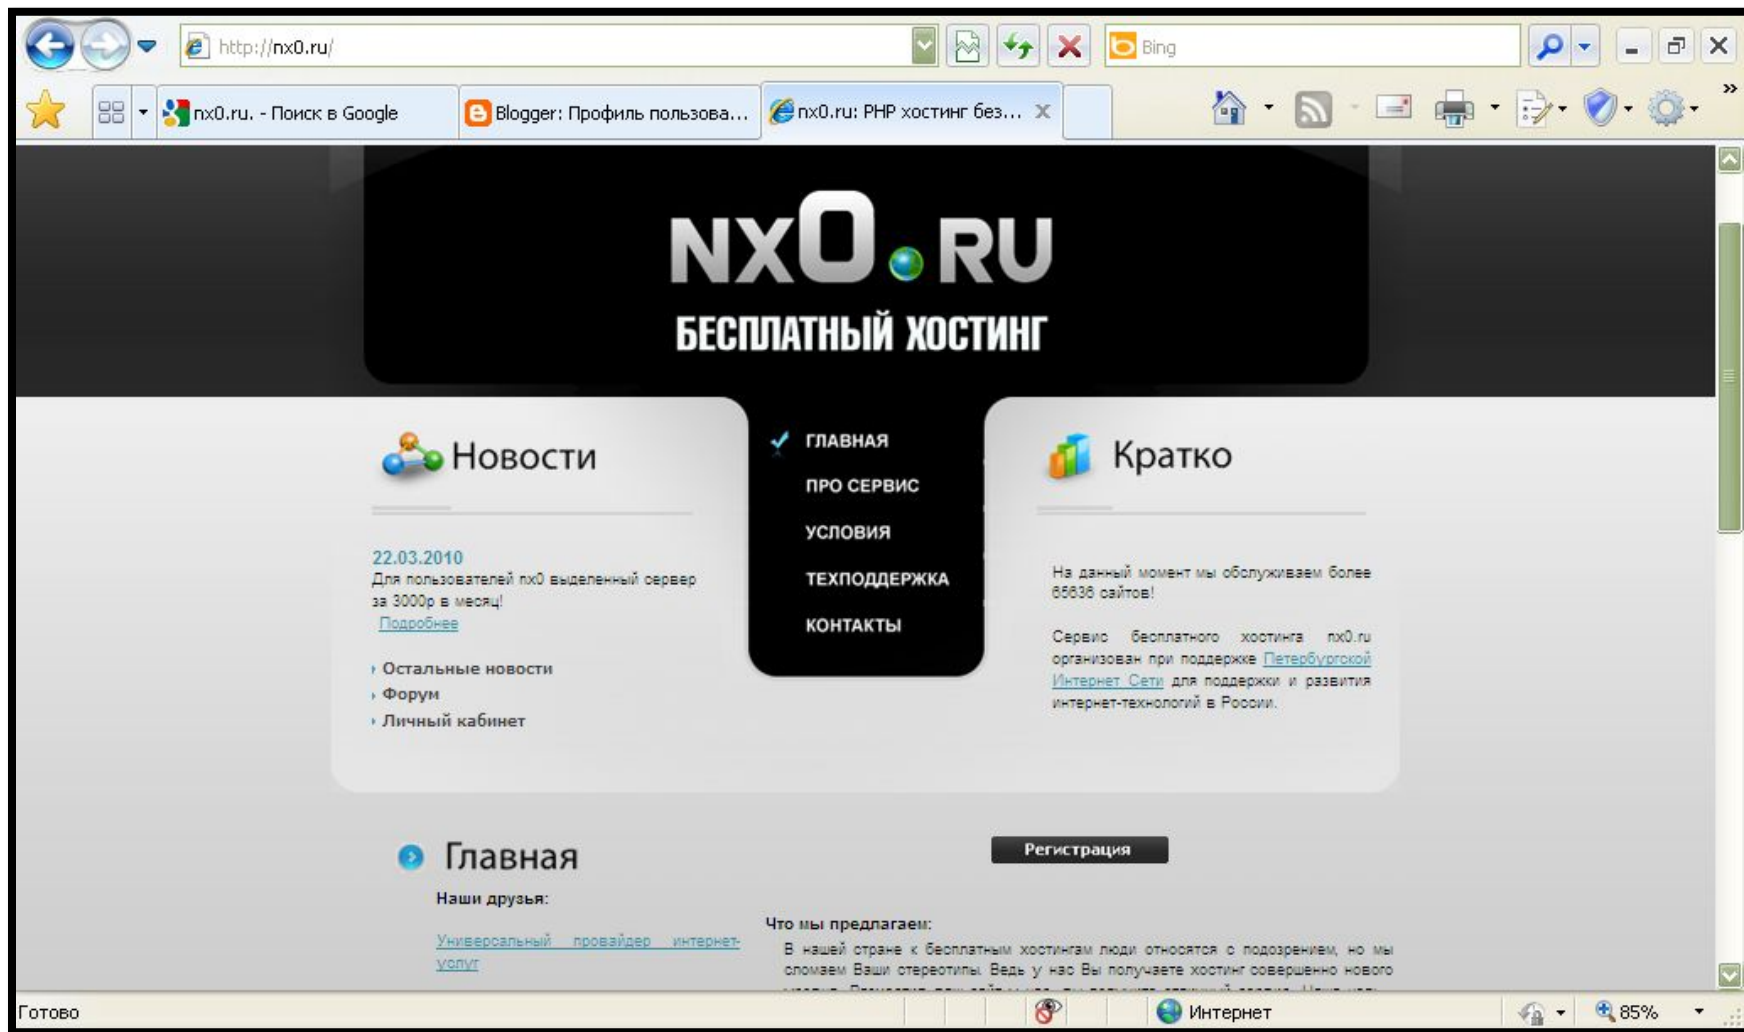 http://nx0.ru/
Bing
nx0.ru. - Поиск в Google
Blogger: Профиль пользова...
nx0.ru: PHP хостинг без...
NX0.RU
БЕСПЛАТНЫЙ ХОСТИНГ
Новости
22.03.2010
Для пользователей nx0 выделенный сервер
за 3000р в месяц!
Подробнее
Остальные новости
Форум
Личный кабинет
ГЛАВНАЯ
ПРО СЕРВИС
УСЛОВИЯ
ТЕХПОДДЕРЖКА
КОНТАКТЫ
Кратко
На данный момент мы обслуживаем более
65636 сайтов!
Сервис бесплатного хостинга nx0.ru
организован при поддержке Петербургской
Интернет Сети для поддержки и развития
интернет-технологий в России.
Главная
Регистрация
Наши друзья:
Универсальный провайдер интернет-
услуг
Что мы предлагаем:
В нашей стране к бесплатным хостингам люди относятся с подозрением, но мы
сломаем Ваши стереотипы. Ведь у нас Вы получаете хостинг совершенно нового
Готово
Интернет
85%